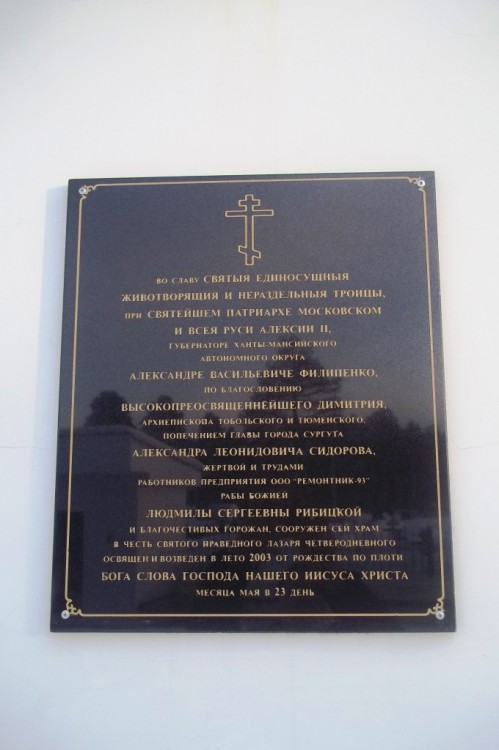 ВО СЛАВУ СВЯТЫЯ ЕДИНОСУЩНЫЯ
ЖИВОТВОРЯЩИЯ И НЕРАЗДЕЛЬНЫЯ ТРОИЦЫ,
ПРИ СВЯТЕЙШЕМ ПАТРИАРХЕ МОСКОВСКОМ
И ВСЕЯ РУСИ АЛЕКСИИ II,
ГУБЕРНАТОРЕ ХАНТЫ-МАНСИЙСКОГО
АВТОНОМНОГО ОКРУГА
АЛЕКСАНДРЕ ВАСИЛЬЕВИЧЕ ФИЛИПЕНКО,
ПО БЛАГОСЛОВЕНИЮ
ВЫСОКОПРЕОСВЯЩЕННЕЙШЕГО ДИМИТРИЯ,
АРХИЕПИСКОПА ТОБОЛЬСКОГО И ТЮМЕНСКОГО,
ПОПЕЧЕНИЕМ ГЛАВЫ ГОРОДА СУРГУТА
АЛЕКСАНДРА ЛЕОНИДОВИЧА СИДОРОВА,
ЖЕРТВОЙ И ТРУДАМИ
РАБОТНИКОВ ПРЕДПРИЯТИЯ ООО "РЕМОНТНИК-93"
РАБЫ БОЖИЕЙ
ЛЮДМИЛЫ СЕРГЕЕВНЫ РИБИЦКОЙ
И БЛАГОЧЕСТИВЫХ ГОРОЖАН, СООРУЖЕН СЕЙ ХРАМ
В ЧЕСТЬ СВЯТОГО ПРАВЕДНОГО ЛАЗАРЯ ЧЕТВЕРОДНЕВНОГО
ОСВЯЩЕН И ВОЗВЕДЕН В ЛЕТО 2003 ОТ РОЖДЕСТВА ПО ПЛОТИ
БОГА СЛОВА ГОСПОДА НАШЕГО ИИСУСА ХРИСТА
МЕСЯЦА МАЯ В 23 ДЕНЬ